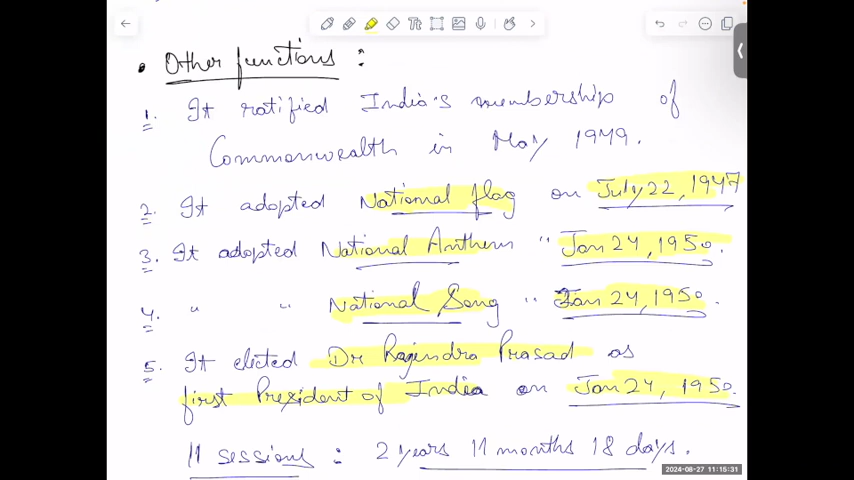 • Other functions :
1. It ratified India's membership of
Commonwealth in May 1949.
2. It adopted National flag on July 22, 1947
3. It adopted National Anthem " Jan 24, 1950.
4. " " National Song " Jan 24, 1950.
5. It elected Dr Rajendra Prasad as
first President of India on Jan 24, 1950.
11 sessions : 2 years 11 months 18 days.
2024-08-27 11:15:31